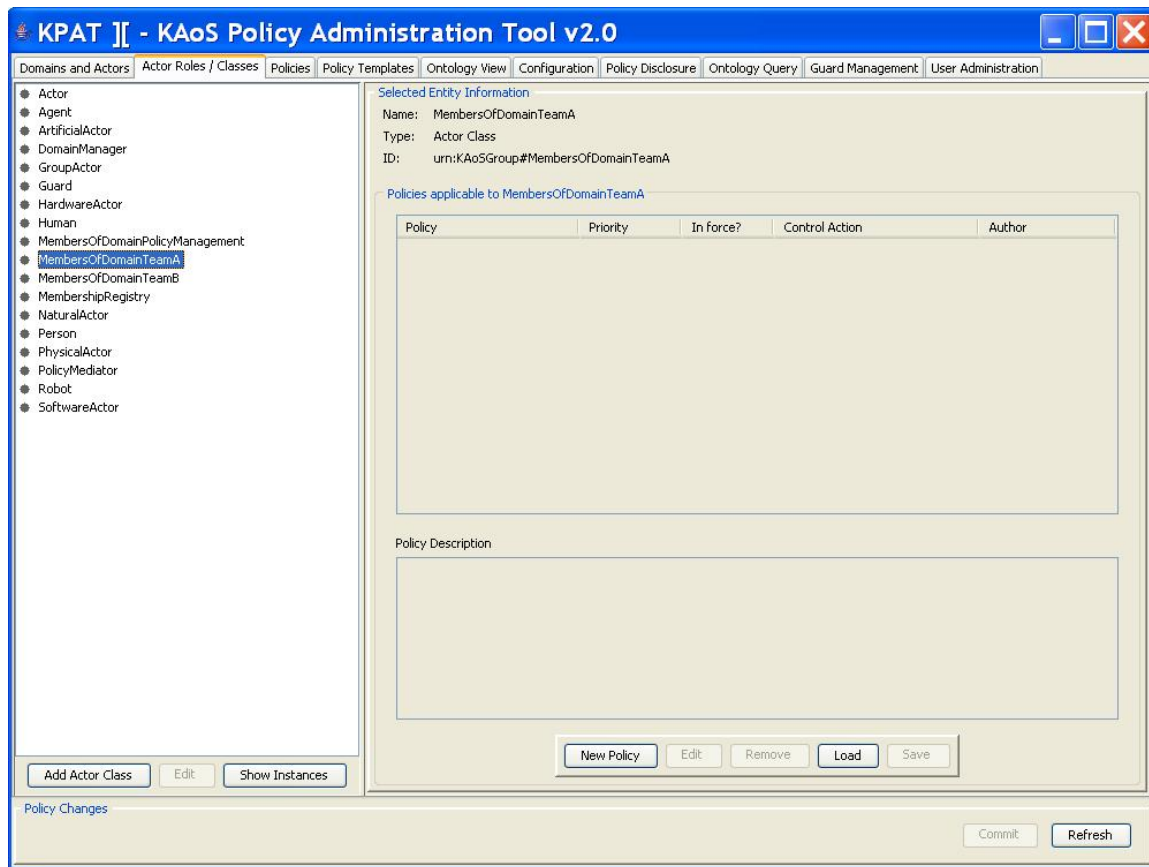 KPAT ][ - KAoS Policy Administration Tool v2.0
Domains and Actors Actor Roles / Classes Policies Policy Templates Ontology View Configuration Policy Disclosure Ontology Query Guard Management User Administration
Actor
Agent
ArtificialActor
DomainManager
GroupActor
Guard
HardwareActor
Human
MembersOfDomainPolicyManagement
MembersOfDomainTeamA
MembersOfDomainTeamB
MembershipRegistry
NaturalActor
Person
PhysicalActor
PolicyMediator
Robot
SoftwareActor
Add Actor Class Edit Show Instances
Selected Entity Information
Name: MembersOfDomainTeamA
Type: Actor Class
ID: urn:KAoSGroup#MembersOfDomainTeamA
Policies applicable to MembersOfDomainTeamA
Policy Priority In force? Control Action Author
Policy Description
New Policy Edit Remove Load Save
Policy Changes
Commit Refresh